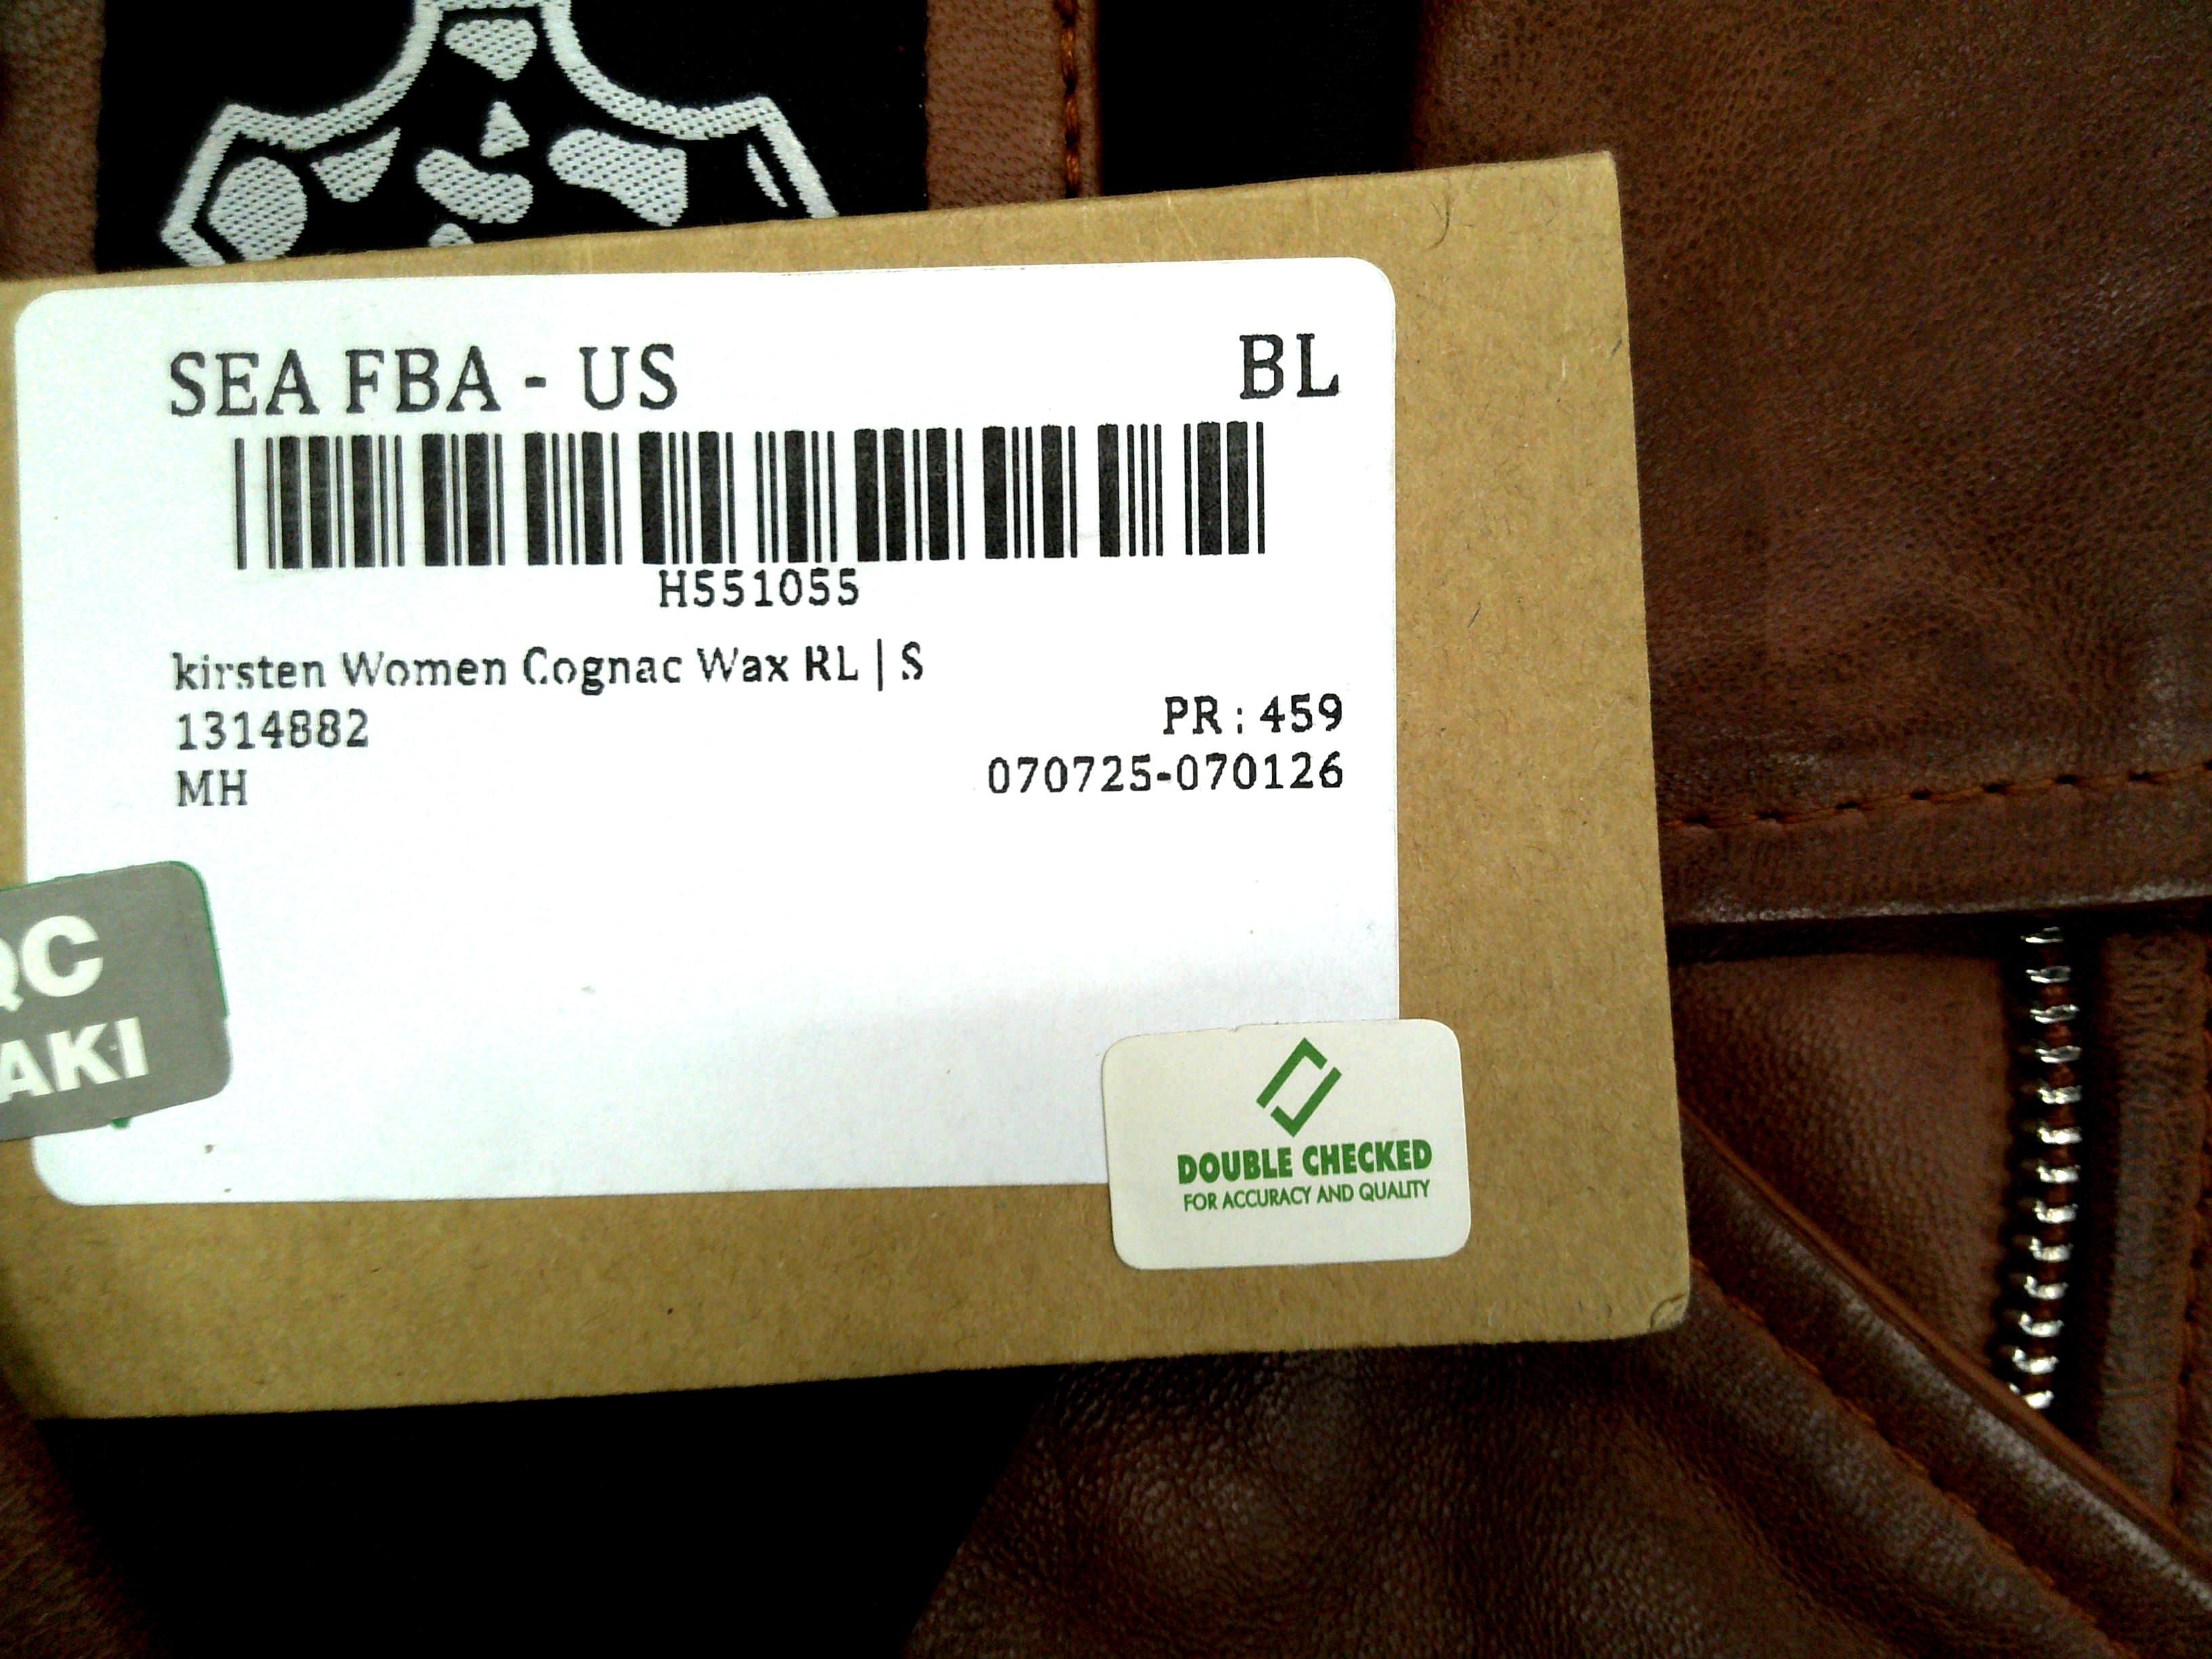 SEA FBA - US BL
H551055
kirsten Women Cognac Wax RL | S
1314882 PR : 459
MH 070725-070126
QC
AKI
DOUBLE CHECKED
FOR ACCURACY AND QUALITY